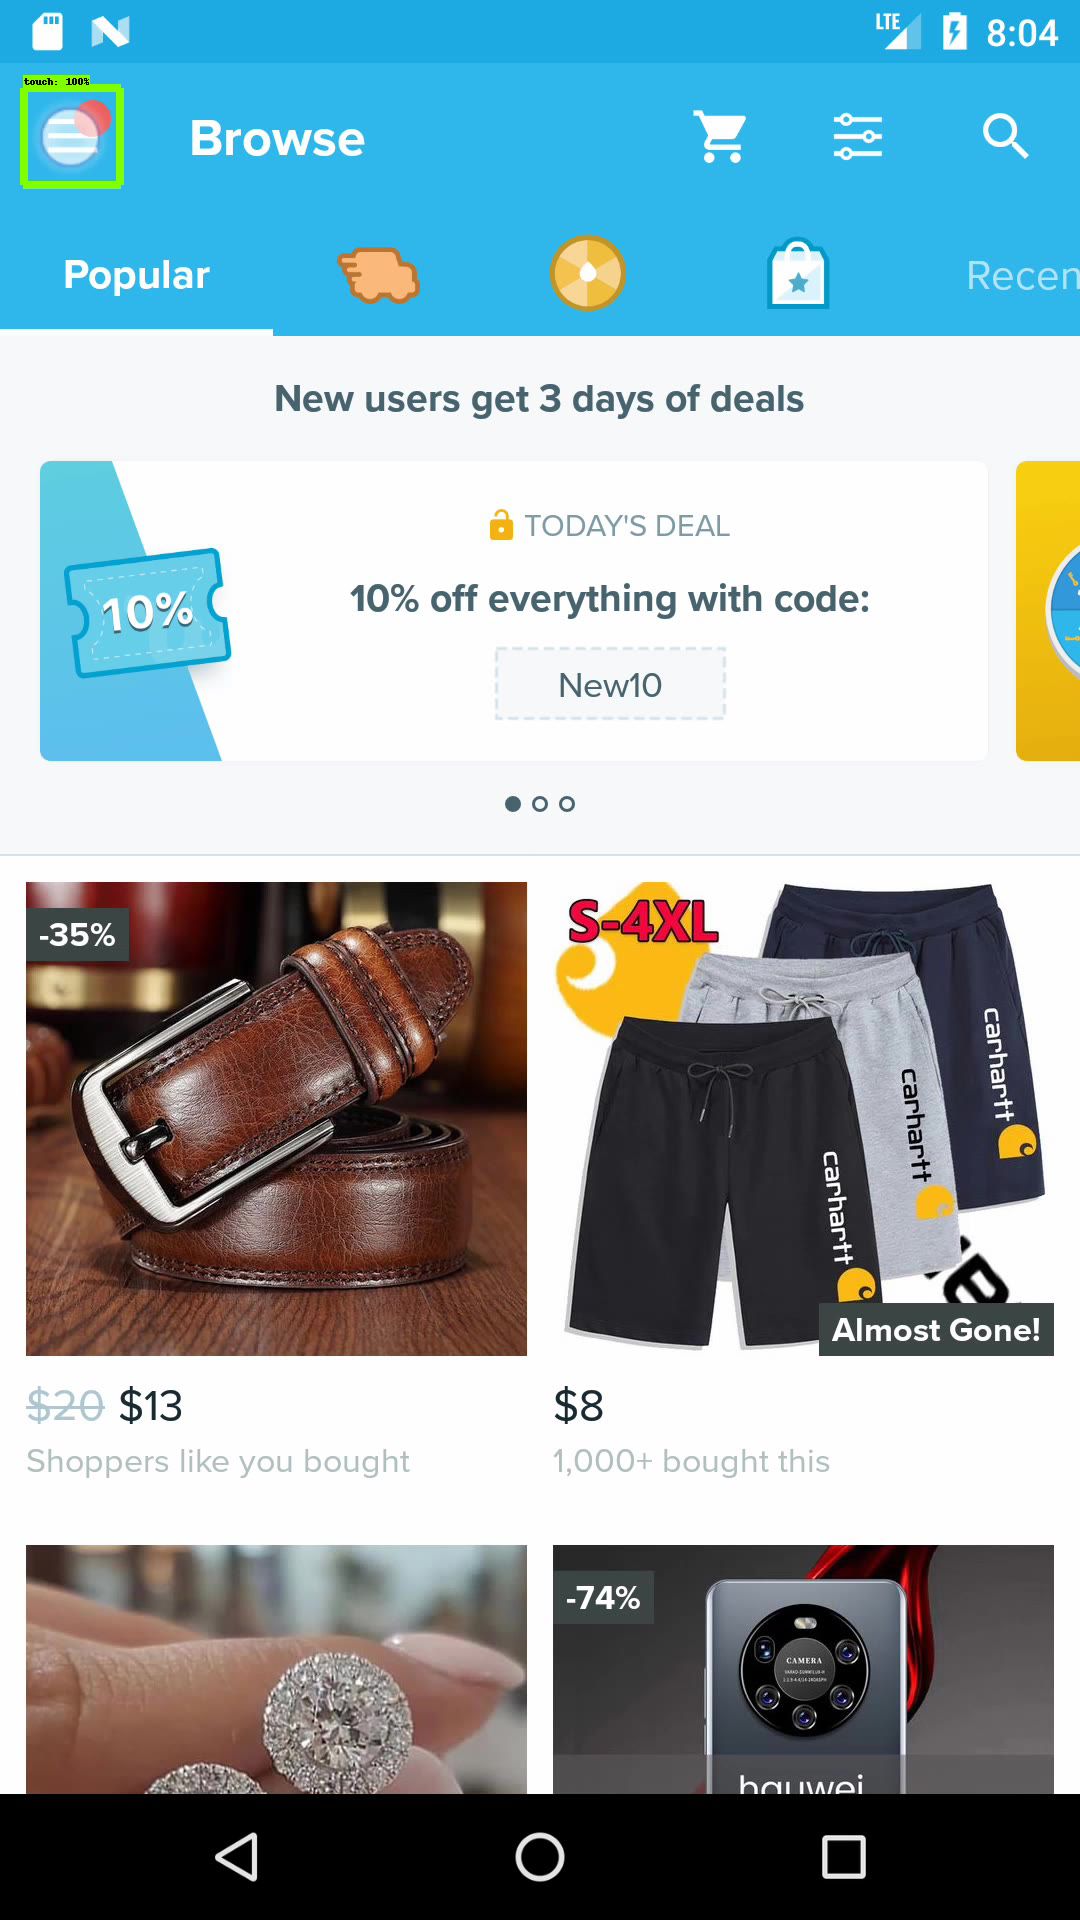 LTE 8:04
touch: 100%
Browse
Popular
Recen
New users get 3 days of deals
TODAY'S DEAL
10% off everything with code:
10%
New10
-35%
S-4XL
carhartt
carhartt
carhartt
Almost Gone!
$20 $13
$8
Shoppers like you bought
1,000+ bought this
-74%
CAMERA
hauwei